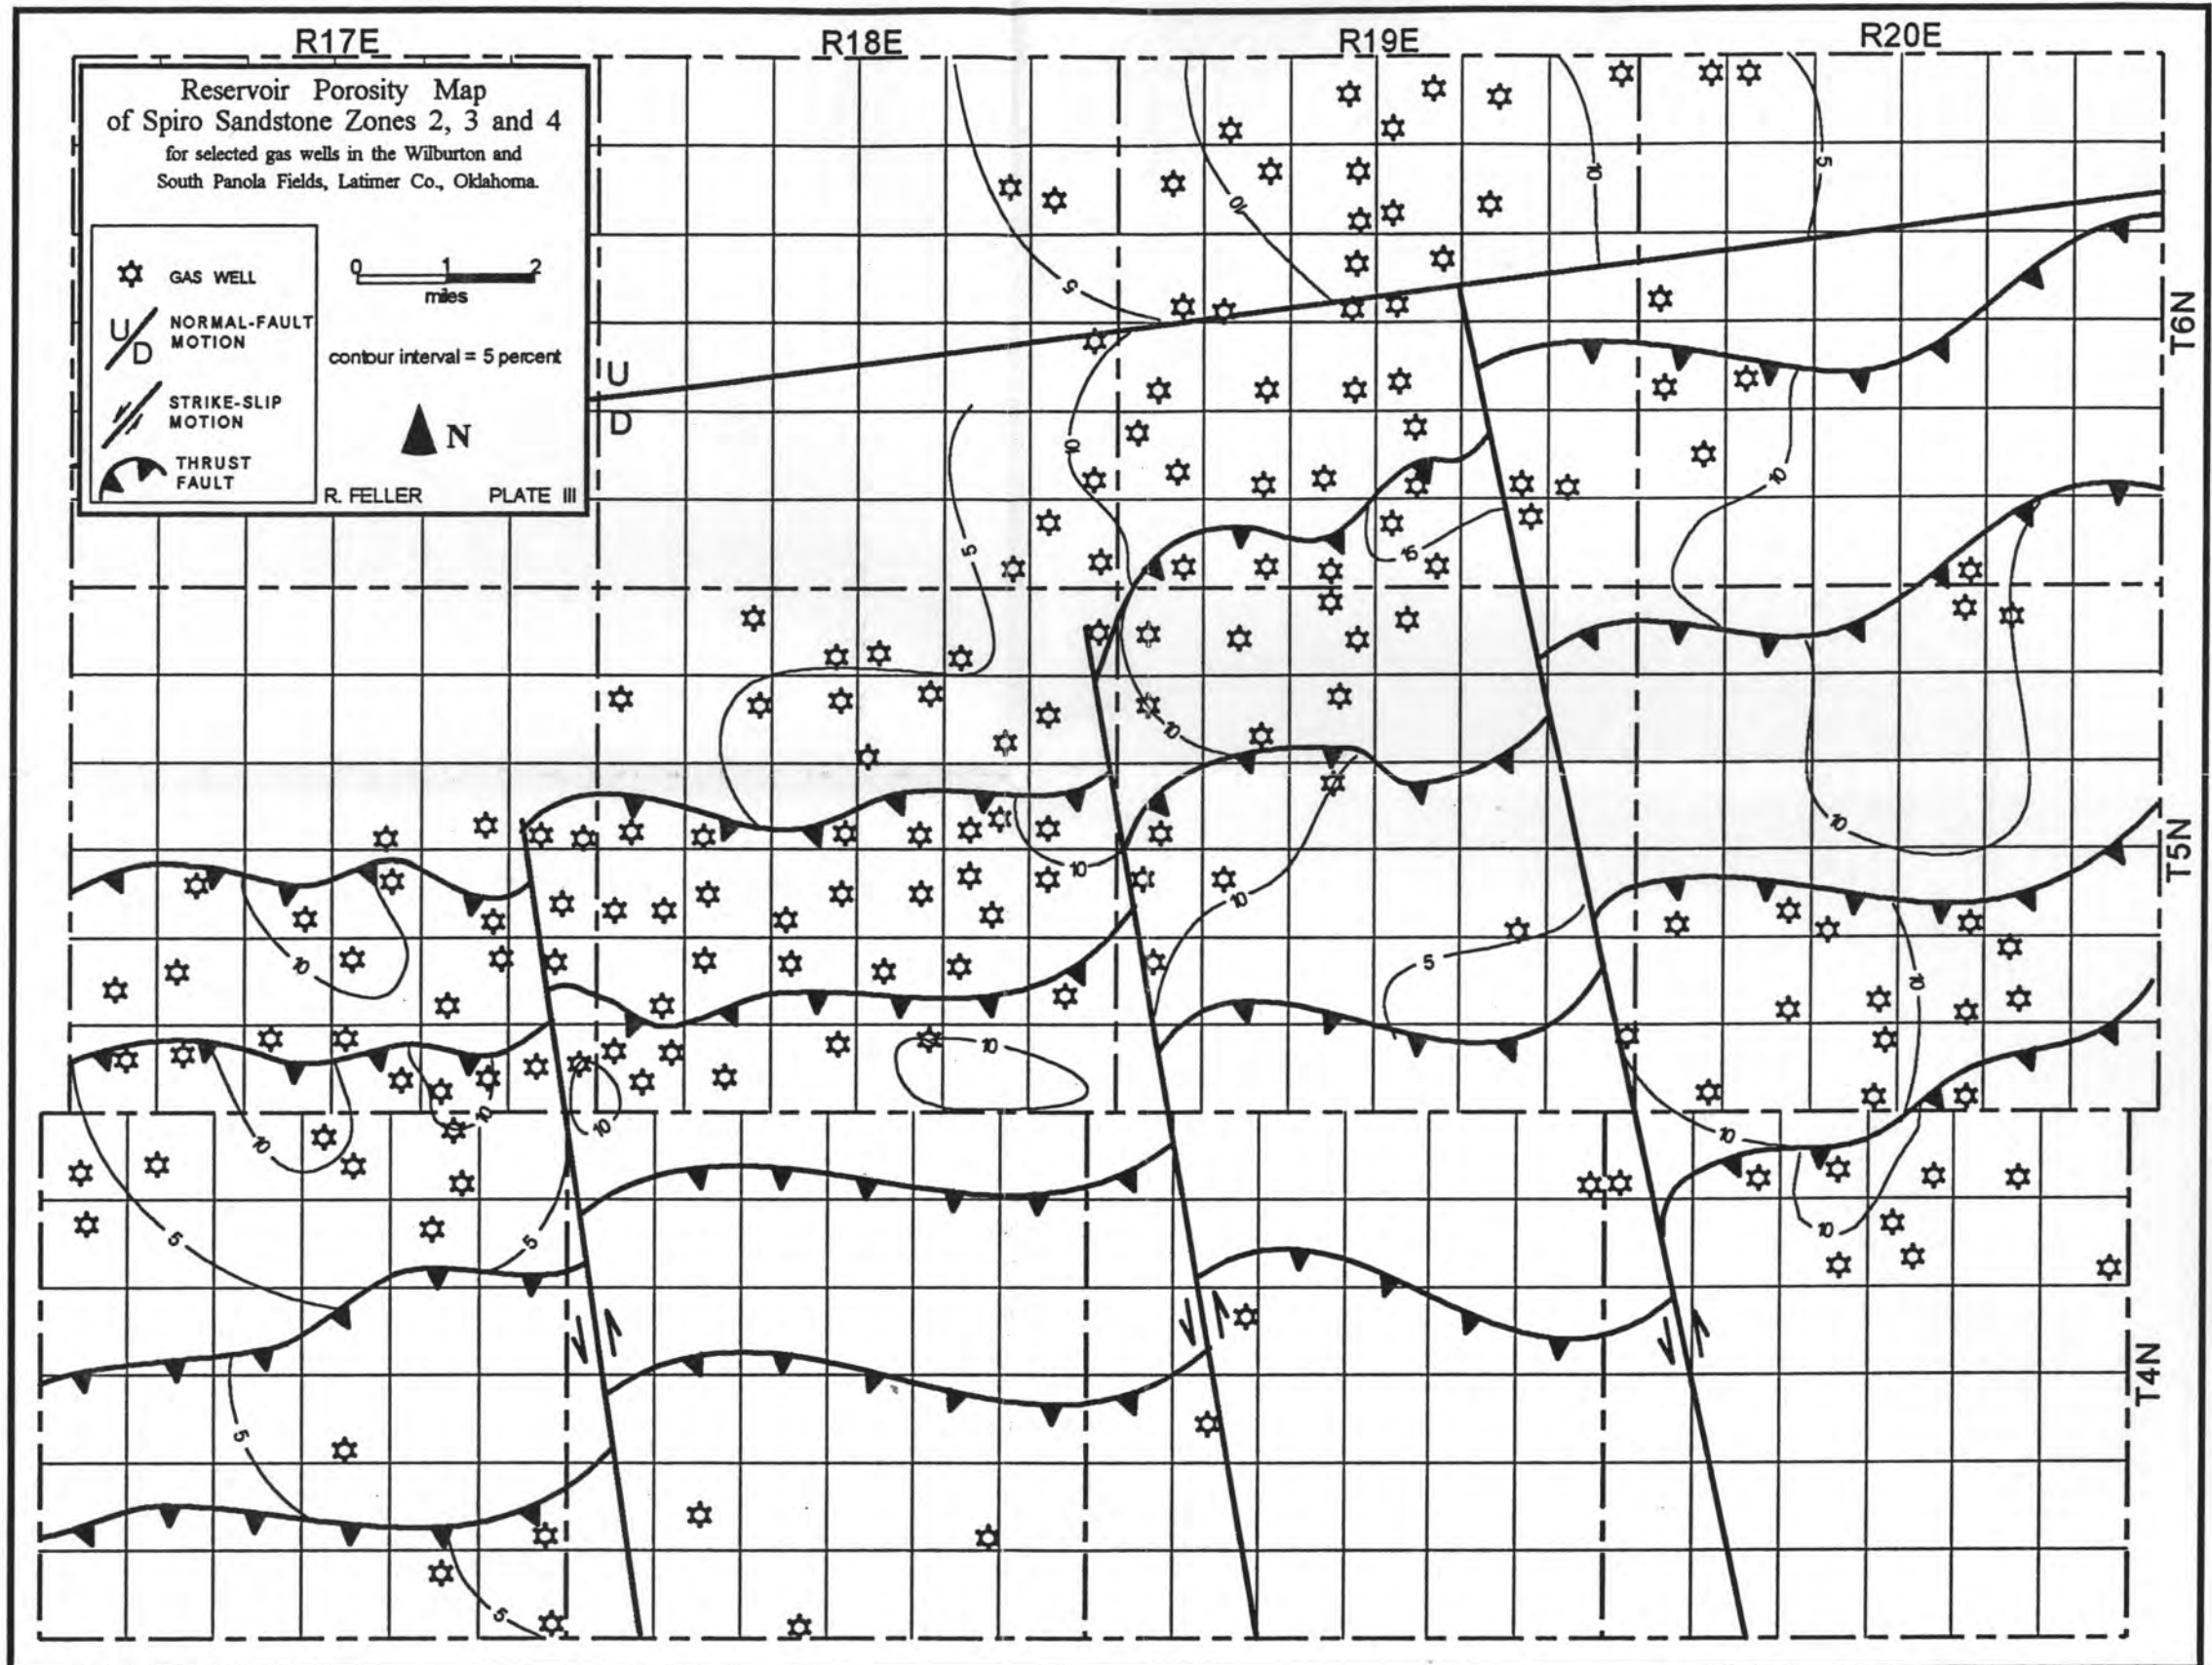 R17E R18E R19E R20E
Reservoir Porosity Map
of Spiro Sandstone Zones 2, 3 and 4
for selected gas wells in the Wilburton and
South Panola Fields, Latimer Co., Oklahoma.
GAS WELL
U
D
NORMAL-FAULT
MOTION
STRIKE-SLIP
MOTION
THRUST
FAULT
0 1 2
miles
contour interval = 5 percent
N
R. FELLER PLATE III
U
D
T6N
T5N
T4N
10
5
10
5
10
10
5
15
10
10
10
10
10
5
10
10
10
10
10
10
10
10
5
5
5
5